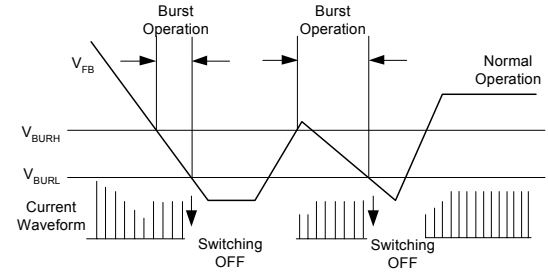 Burst
Operation
Burst
Operation
V_FB
Normal
Operation
V_BURH
V_BURL
Current
Waveform
Switching
OFF
Switching
OFF